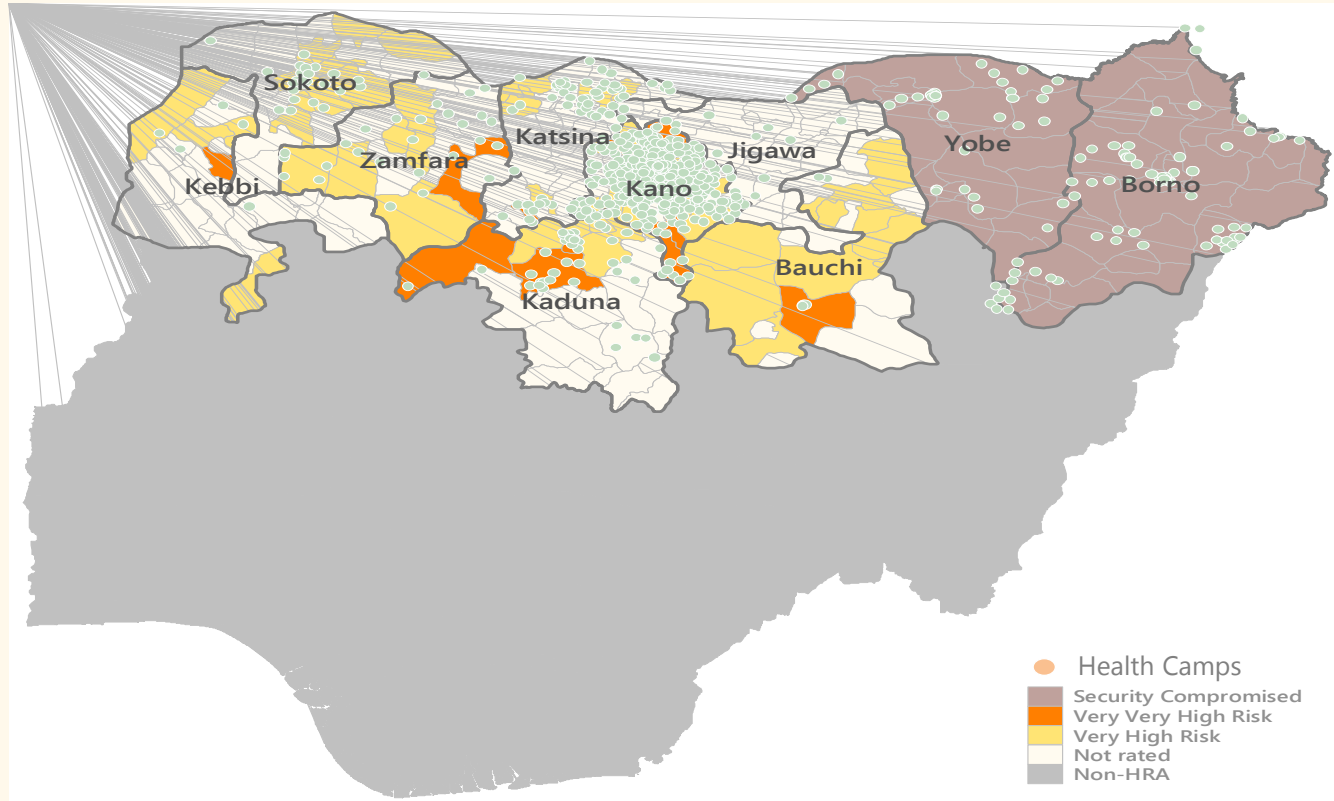 Sokoto
Katsina
Yobe
Jigawa
Zamfara
Kebbi
Kano
Borno
Bauchi
Kaduna
Health Camps
Security Compromised
Very Very High Risk
Very High Risk
Not rated
Non-HRA